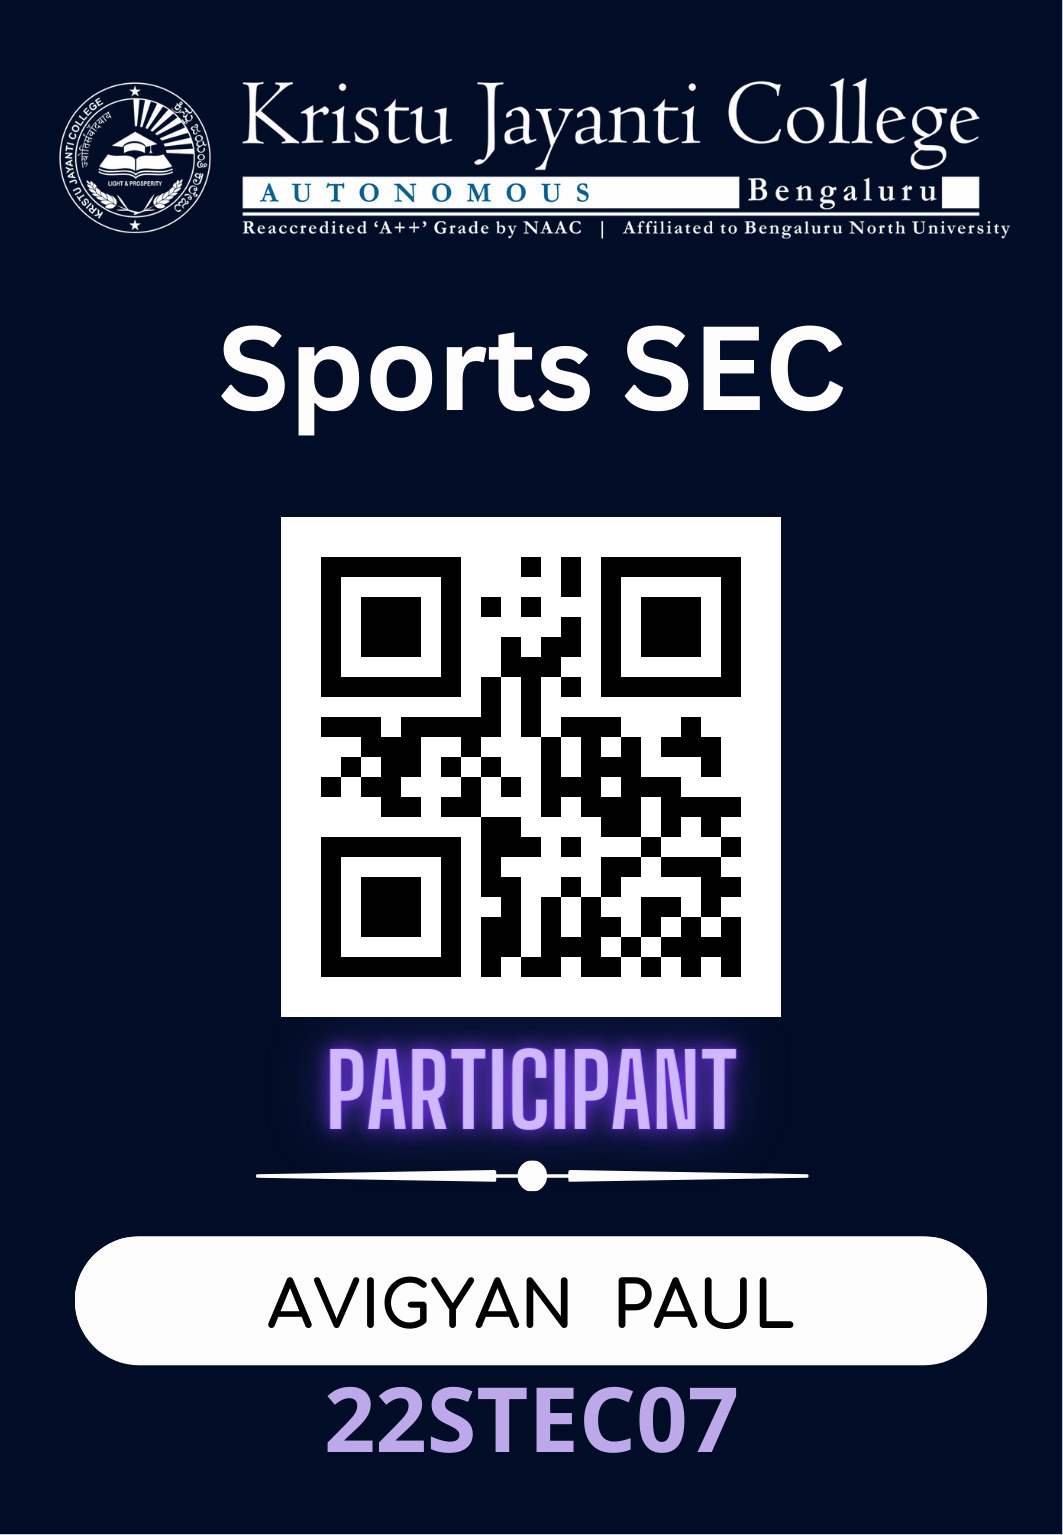 KRISTU JAYANTI COLLEGE
ಕ್ರಿಸ್ತು ಜಯಂತಿ ಕಾಲೇಜು
LIGHT & PROSPERITY
Kristu Jayanti College
AUTONOMOUS Bengaluru
Reaccredited ‘A++’ Grade by NAAC | Affiliated to Bengaluru North University
Sports SEC
PARTICIPANT
AVIGYAN PAUL
22STEC07